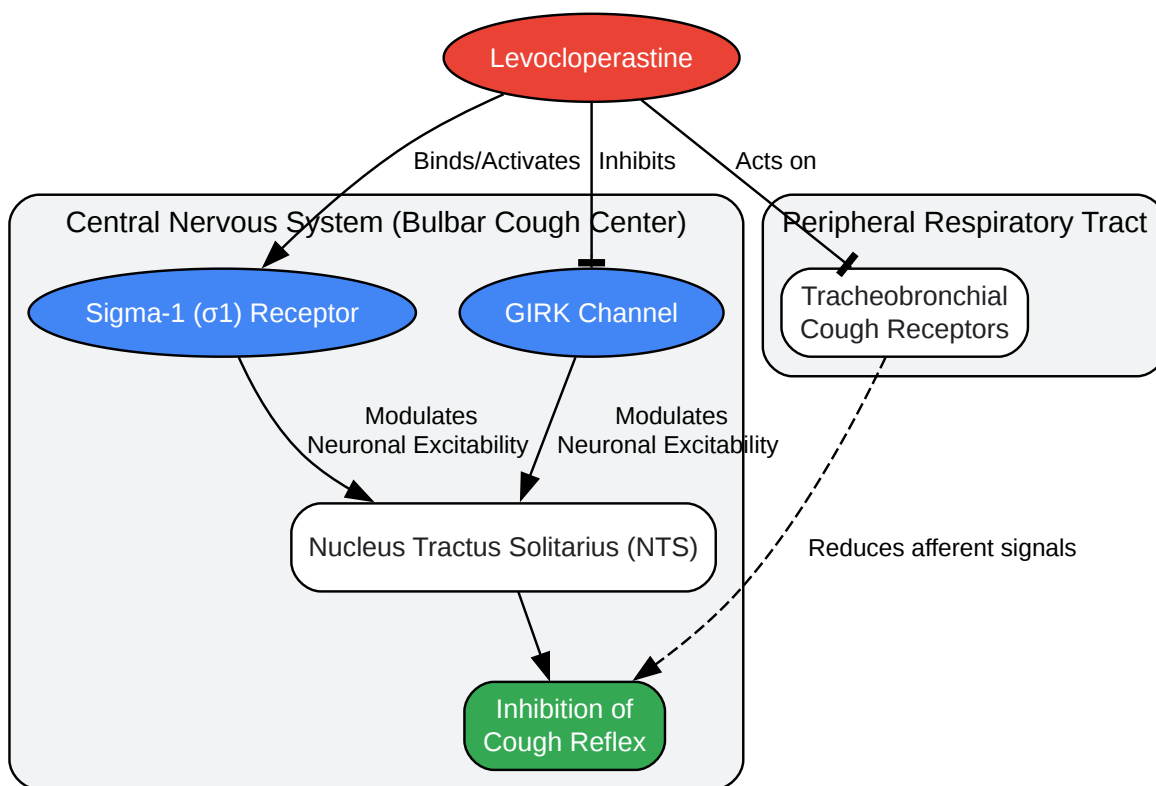 Levocloperastine
Binds/Activates
Inhibits
Acts on
Central Nervous System (Bulbar Cough Center)
Peripheral Respiratory Tract
Sigma-1 (σ1) Receptor
GIRK Channel
Tracheobronchial
Cough Receptors
Modulates
Neuronal Excitability
Modulates
Neuronal Excitability
Nucleus Tractus Solitarius (NTS)
Reduces afferent signals
Inhibition of
Cough Reflex